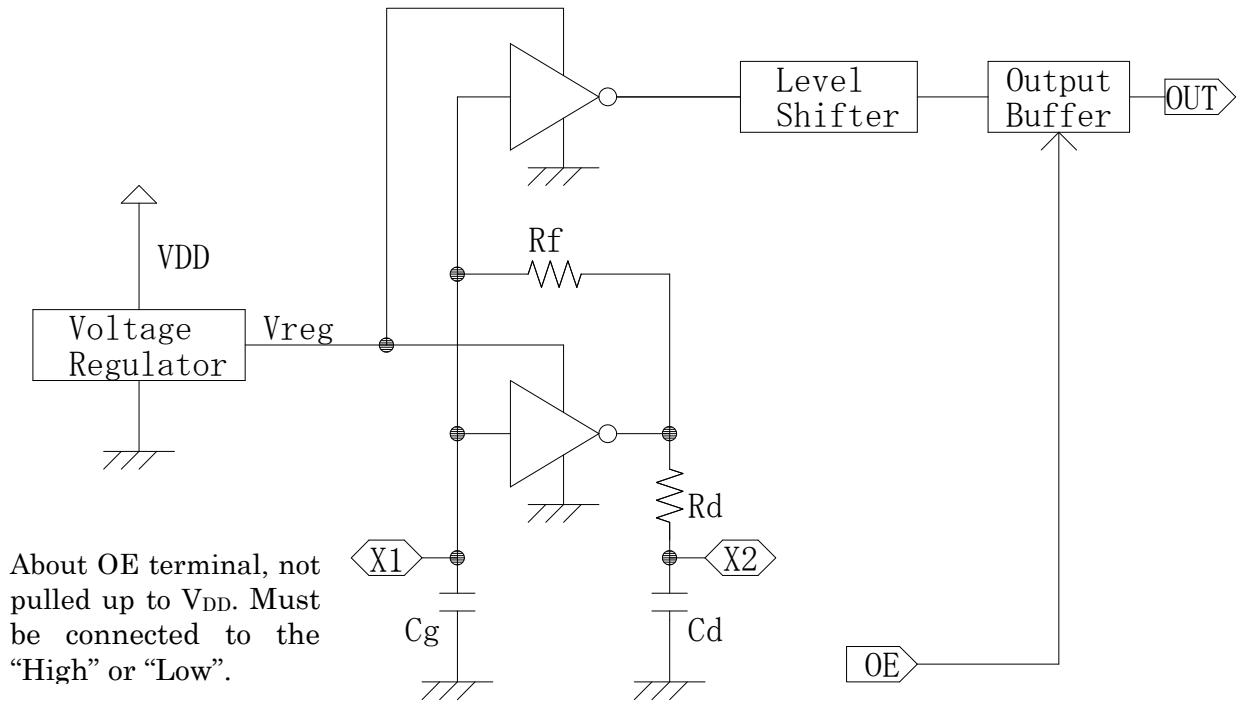 Level
Shifter
Output
Buffer
OUT
Rf
VDD
Voltage
Regulator
Vreg
Rd
X1
X2
Cg
Cd
OE
About OE terminal, not
pulled up to VDD. Must
be connected to the
“High” or “Low”.